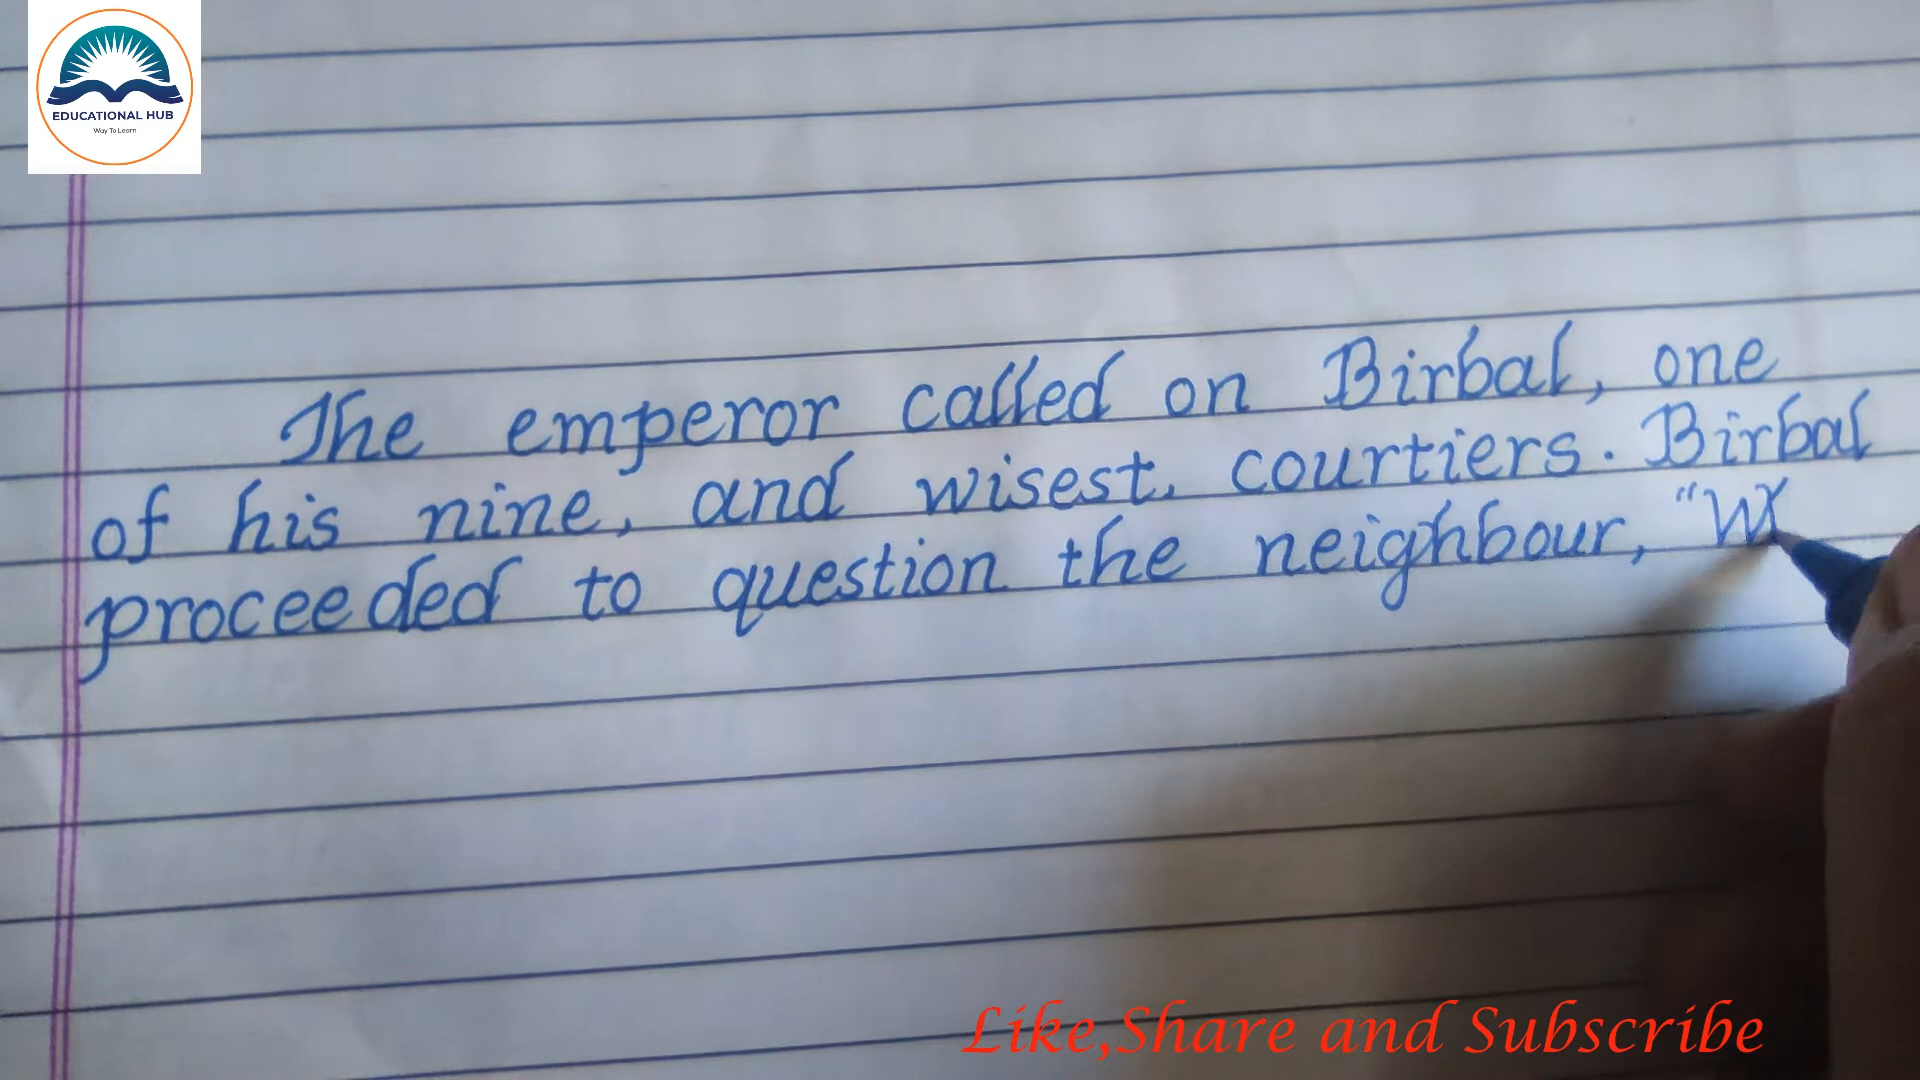 EDUCATIONAL HUB
Way To Learn
The emperor called on Birbal, one
of his nine, and wisest, courtiers. Birbal
proceeded to question the neighbour, "W
Like,Share and Subscribe